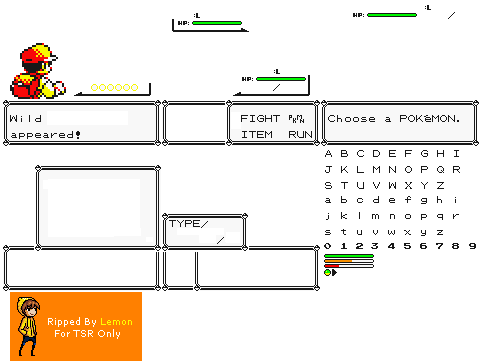 :L
HP:
:L
HP:
/
:L
HP:
/
Wild
appeared!
FIGHT PKMN
ITEM RUN
Choose a POKéMON.
A B C D E F G H I
J K L M N O P Q R
S T U V W X Y Z
a b c d e f g h i
j k l m n o p q r
s t u v w x y z
0 1 2 3 4 5 6 7 8 9
TYPE/
/
Ripped By Lemon
For TSR Only